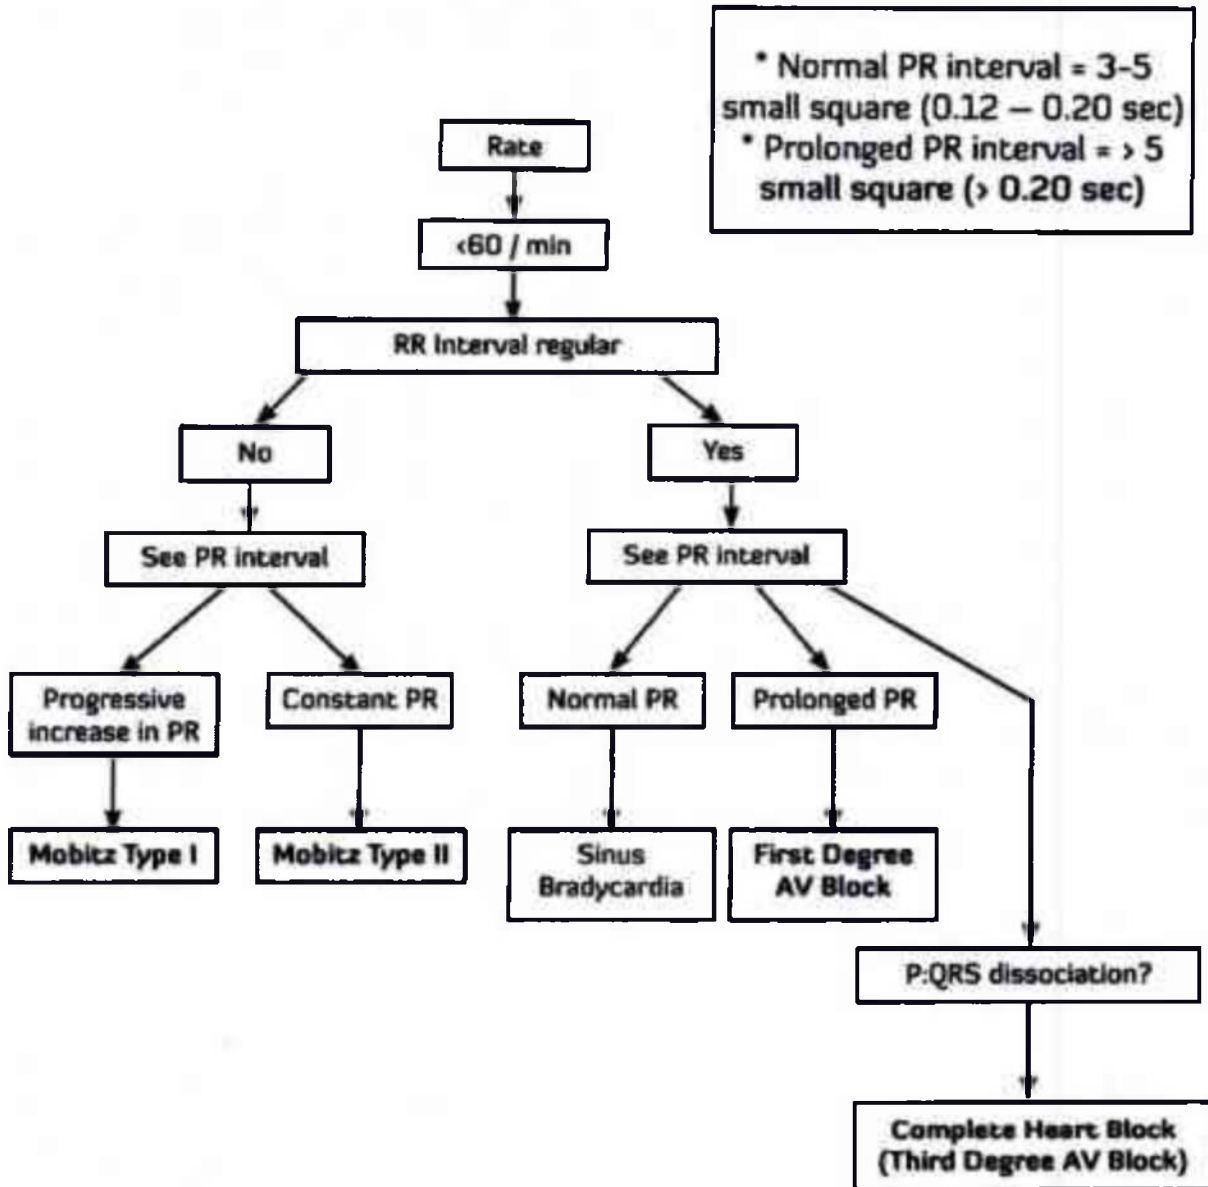 * Normal PR interval = 3-5
small square (0.12 – 0.20 sec)
* Prolonged PR interval = > 5
small square (> 0.20 sec)
Rate
<60 / min
RR Interval regular
No
Yes
See PR interval
See PR interval
Progressive
increase in PR
Constant PR
Normal PR
Prolonged PR
Mobitz Type I
Mobitz Type II
Sinus
Bradycardia
First Degree
AV Block
P:QRS dissociation?
Complete Heart Block
(Third Degree AV Block)